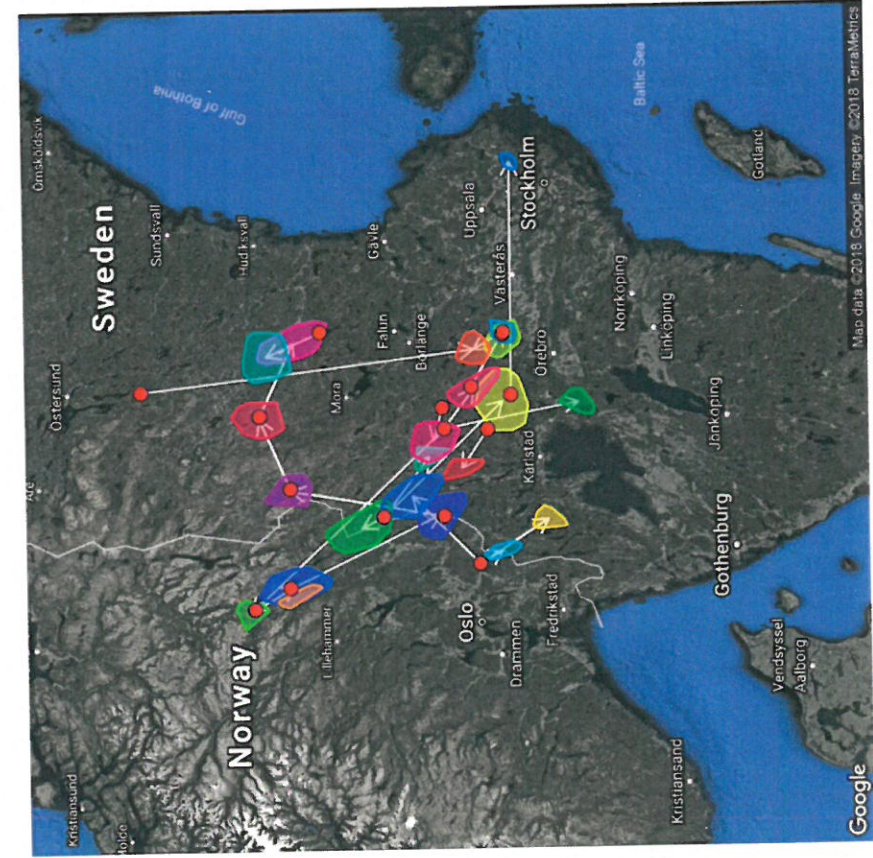 Örnsköldsvik
Östersund
Åre
Kristiansund
Molde
Sweden
Sundsvall
Gulf of Bothnia
Hudiksvall
Norway
Lillehammer
Mora
Falun
Gävle
Borlänge
Oslo
Uppsala
Drammen
Västerås
Stockholm
Karlstad
Örebro
Fredrikstad
Norrköping
Baltic Sea
Linköping
Kristiansand
Gothenburg
Jönköping
Gotland
Vendsyssel
Aalborg
Google
Map data ©2018 Google Imagery ©2018 TerraMetrics